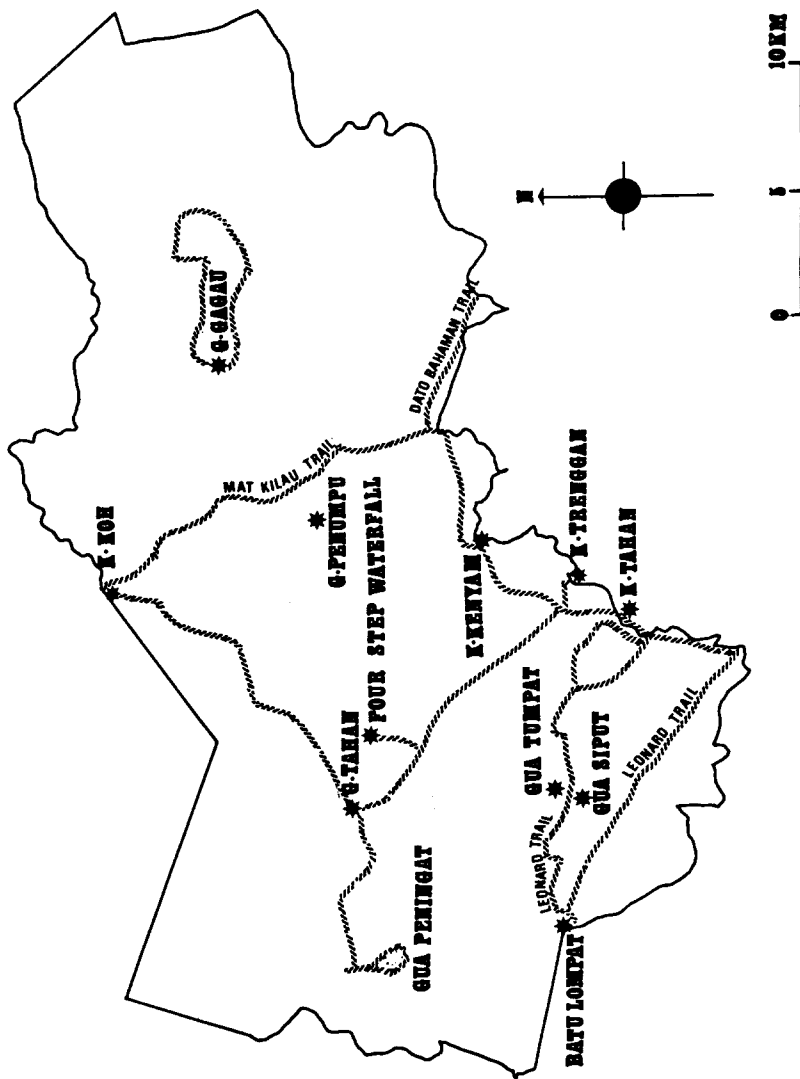 K·KOH
G·GAGAU
MAT KILAU TRAIL
G·PENUMPU
DATO BAHAMAN TRAIL
G·TAHAN
FOUR STEP WATERFALL
GUA PENINGAT
K·KENYAM
K·TRENGGAN
K·TAHAN
GUA TUMPAT
GUA SIPUT
LEONARD TRAIL
LEONARD TRAIL
BATU LOMPAT
N
0 5 10KM